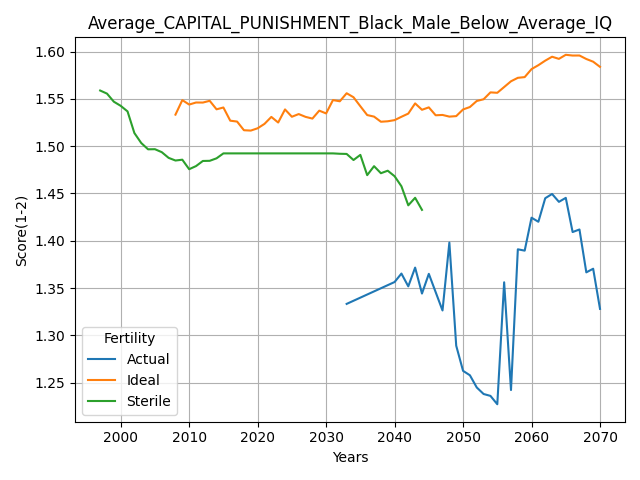 Average_CAPITAL_PUNISHMENT_Black_Male_Below_Average_IQ
1.60
1.55
1.50
1.45
1.40
1.35
1.30
1.25
Score(1-2)
Fertility
Actual
Ideal
Sterile
2000
2010
2020
2030
2040
2050
2060
2070
Years